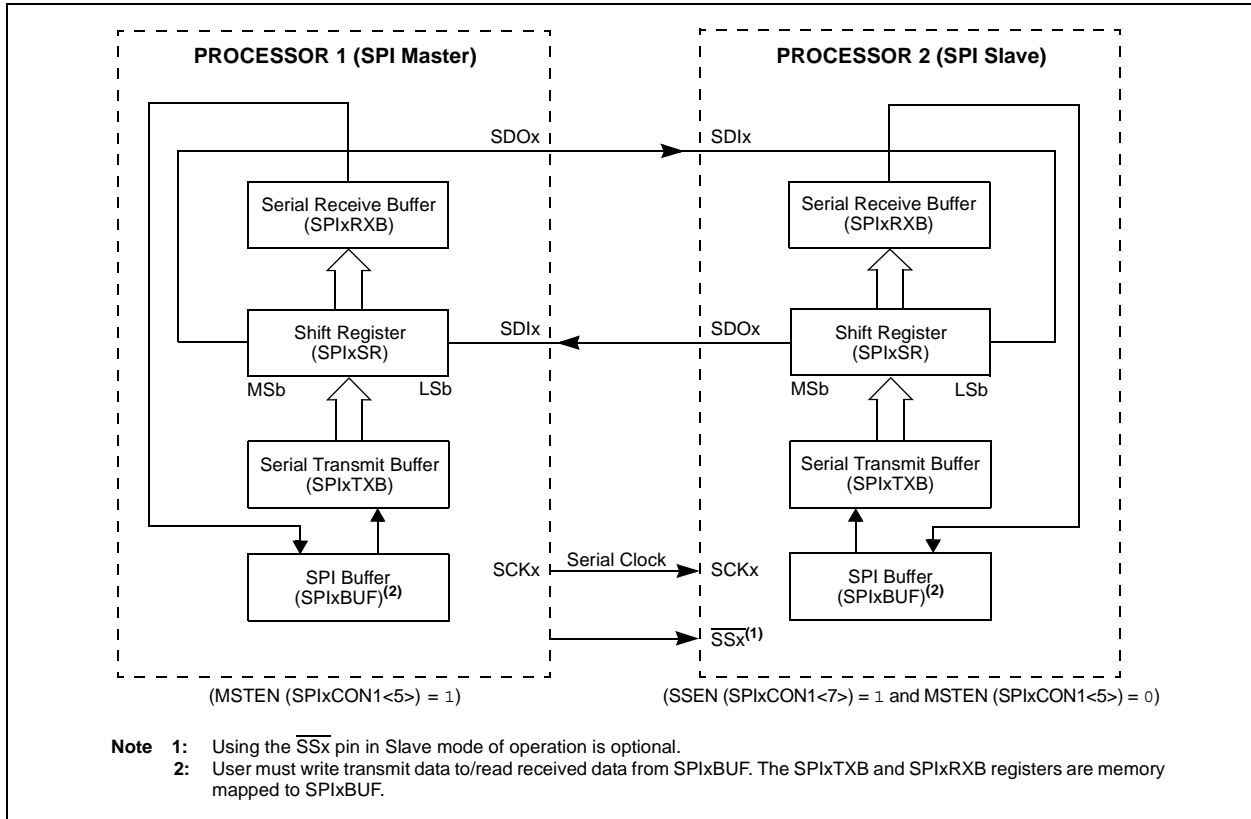 PROCESSOR 1 (SPI Master)
PROCESSOR 2 (SPI Slave)
SDOx
SDIx
Serial Receive Buffer
(SPIxRXB)
Serial Receive Buffer
(SPIxRXB)
Shift Register
(SPIxSR)
SDIx
SDOx
Shift Register
(SPIxSR)
MSb
LSb
MSb
LSb
Serial Transmit Buffer
(SPIxTXB)
Serial Transmit Buffer
(SPIxTXB)
SPI Buffer
(SPIxBUF)(2)
SCKx
Serial Clock
SCKx
SPI Buffer
(SPIxBUF)(2)
SSx(1)
(MSTEN (SPIxCON1<5>) = 1)
(SSEN (SPIxCON1<7>) = 1 and MSTEN (SPIxCON1<5>) = 0)
Note 1: Using the SSx pin in Slave mode of operation is optional.
2: User must write transmit data to/read received data from SPIxBUF. The SPIxTXB and SPIxRXB registers are memory
mapped to SPIxBUF.